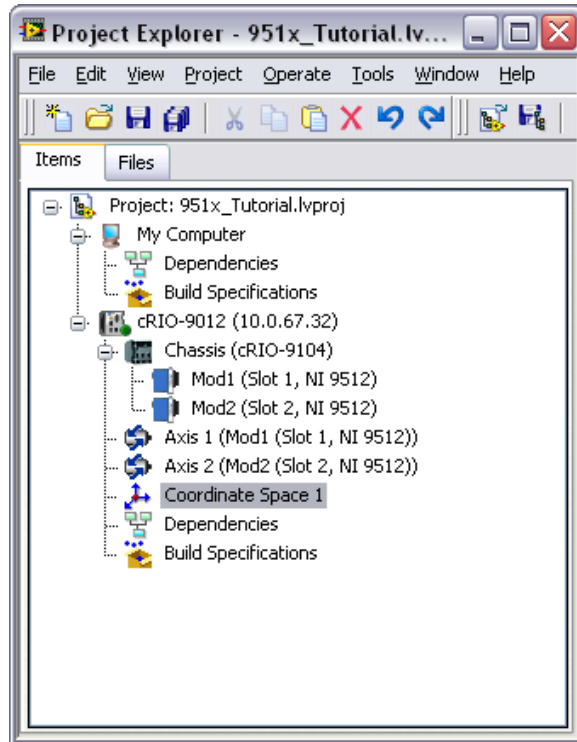 Project Explorer - 951x_Tutorial.lv...
File Edit View Project Operate Tools Window Help
Items Files
Project: 951x_Tutorial.lvproj
My Computer
Dependencies
Build Specifications
cRIO-9012 (10.0.67.32)
Chassis (cRIO-9104)
Mod1 (Slot 1, NI 9512)
Mod2 (Slot 2, NI 9512)
Axis 1 (Mod1 (Slot 1, NI 9512))
Axis 2 (Mod2 (Slot 2, NI 9512))
Coordinate Space 1
Dependencies
Build Specifications